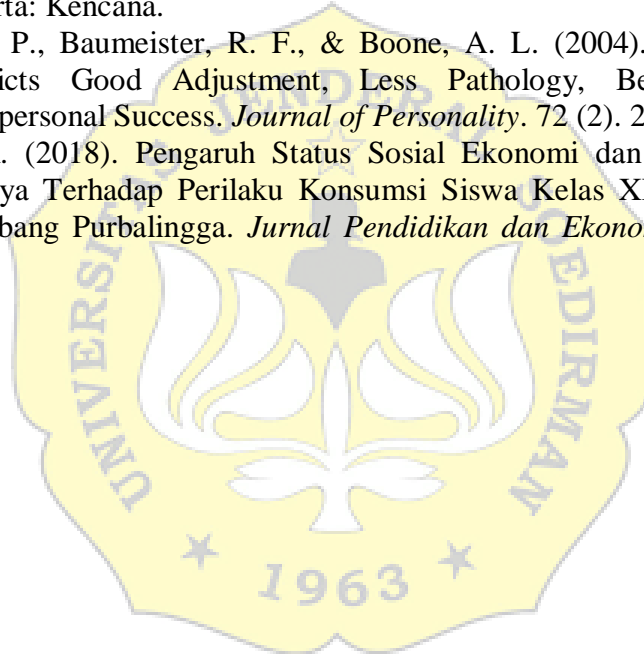 rta: Kencana.
P., Baumeister, R. F., & Boone, A. L. (2004).
icts Good Adjustment, Less Pathology, Be
personal Success. Journal of Personality. 72 (2). 2
. (2018). Pengaruh Status Sosial Ekonomi dan
ya Terhadap Perilaku Konsumsi Siswa Kelas X
bang Purbalingga. Jurnal Pendidikan dan Ekono
UNIVERSITAS JENDERAL SOEDIRMAN
1963